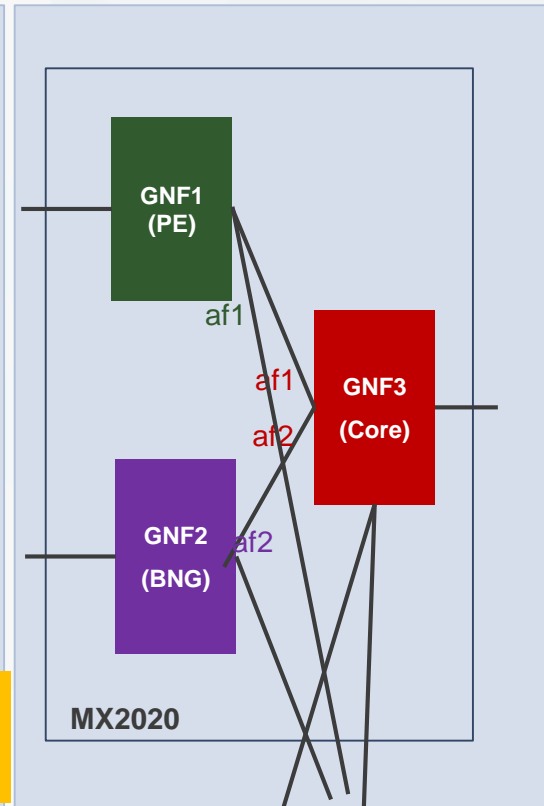 GNF1
(PE)
af1
af1
GNF3
(Core)
af2
GNF2
(BNG)
af2
MX2020